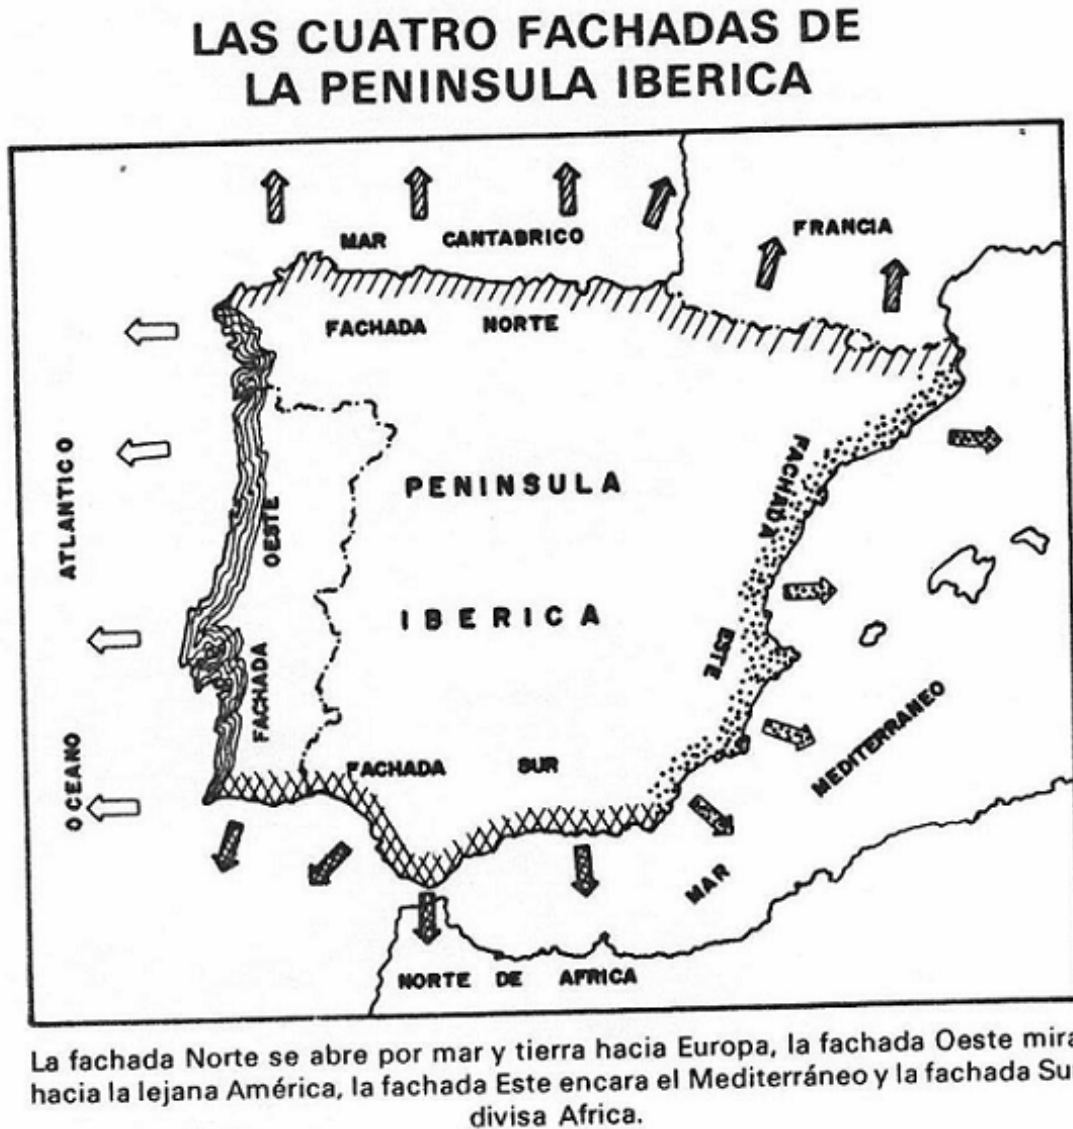 LAS CUATRO FACHADAS DE
LA PENINSULA IBERICA
MAR CANTABRICO
FRANCIA
FACHADA NORTE
ATLANTICO
OCEANO
FACHADA
OESTE
PENINSULA
IBERICA
FACHADA
ESTE
FACHADA SUR
MAR
MEDITERRANEO
NORTE DE AFRICA
La fachada Norte se abre por mar y tierra hacia Europa, la fachada Oeste mira
hacia la lejana América, la fachada Este encara el Mediterráneo y la fachada Su
divisa Africa.